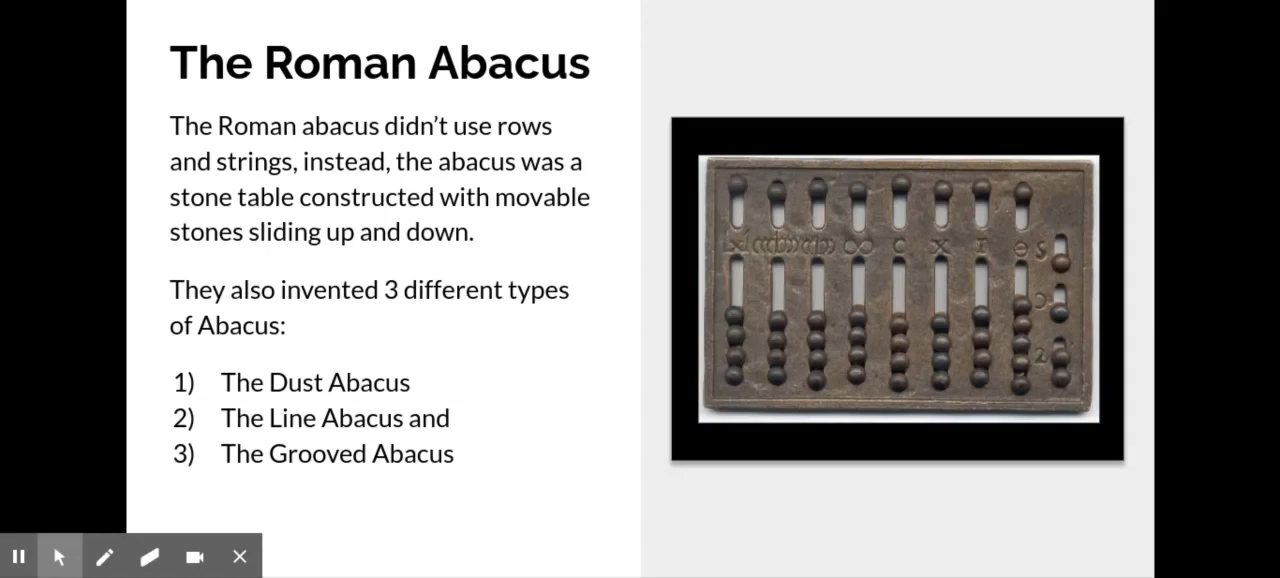 The Roman Abacus
The Roman abacus didn't use rows
and strings, instead, the abacus was a
stone table constructed with movable
stones sliding up and down.
They also invented 3 different types
of Abacus:
1) The Dust Abacus
2) The Line Abacus and
3) The Grooved Abacus
∞ C X I